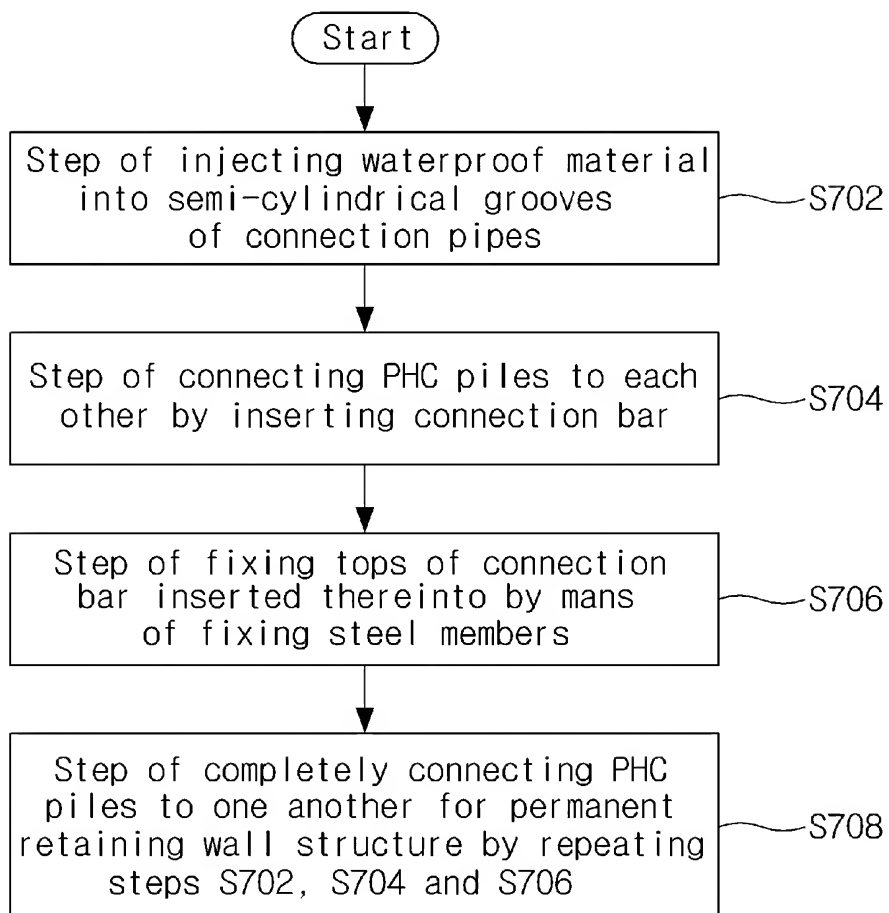 Start
Step of injecting waterproof material
into semi-cylindrical grooves
of connection pipes
S702
Step of connecting PHC piles to each
other by inserting connection bar
S704
Step of fixing tops of connection
bar inserted thereinto by mans
of fixing steel members
S706
Step of completely connecting PHC
piles to one another for permanent
retaining wall structure by repeating
steps S702, S704 and S706
S708